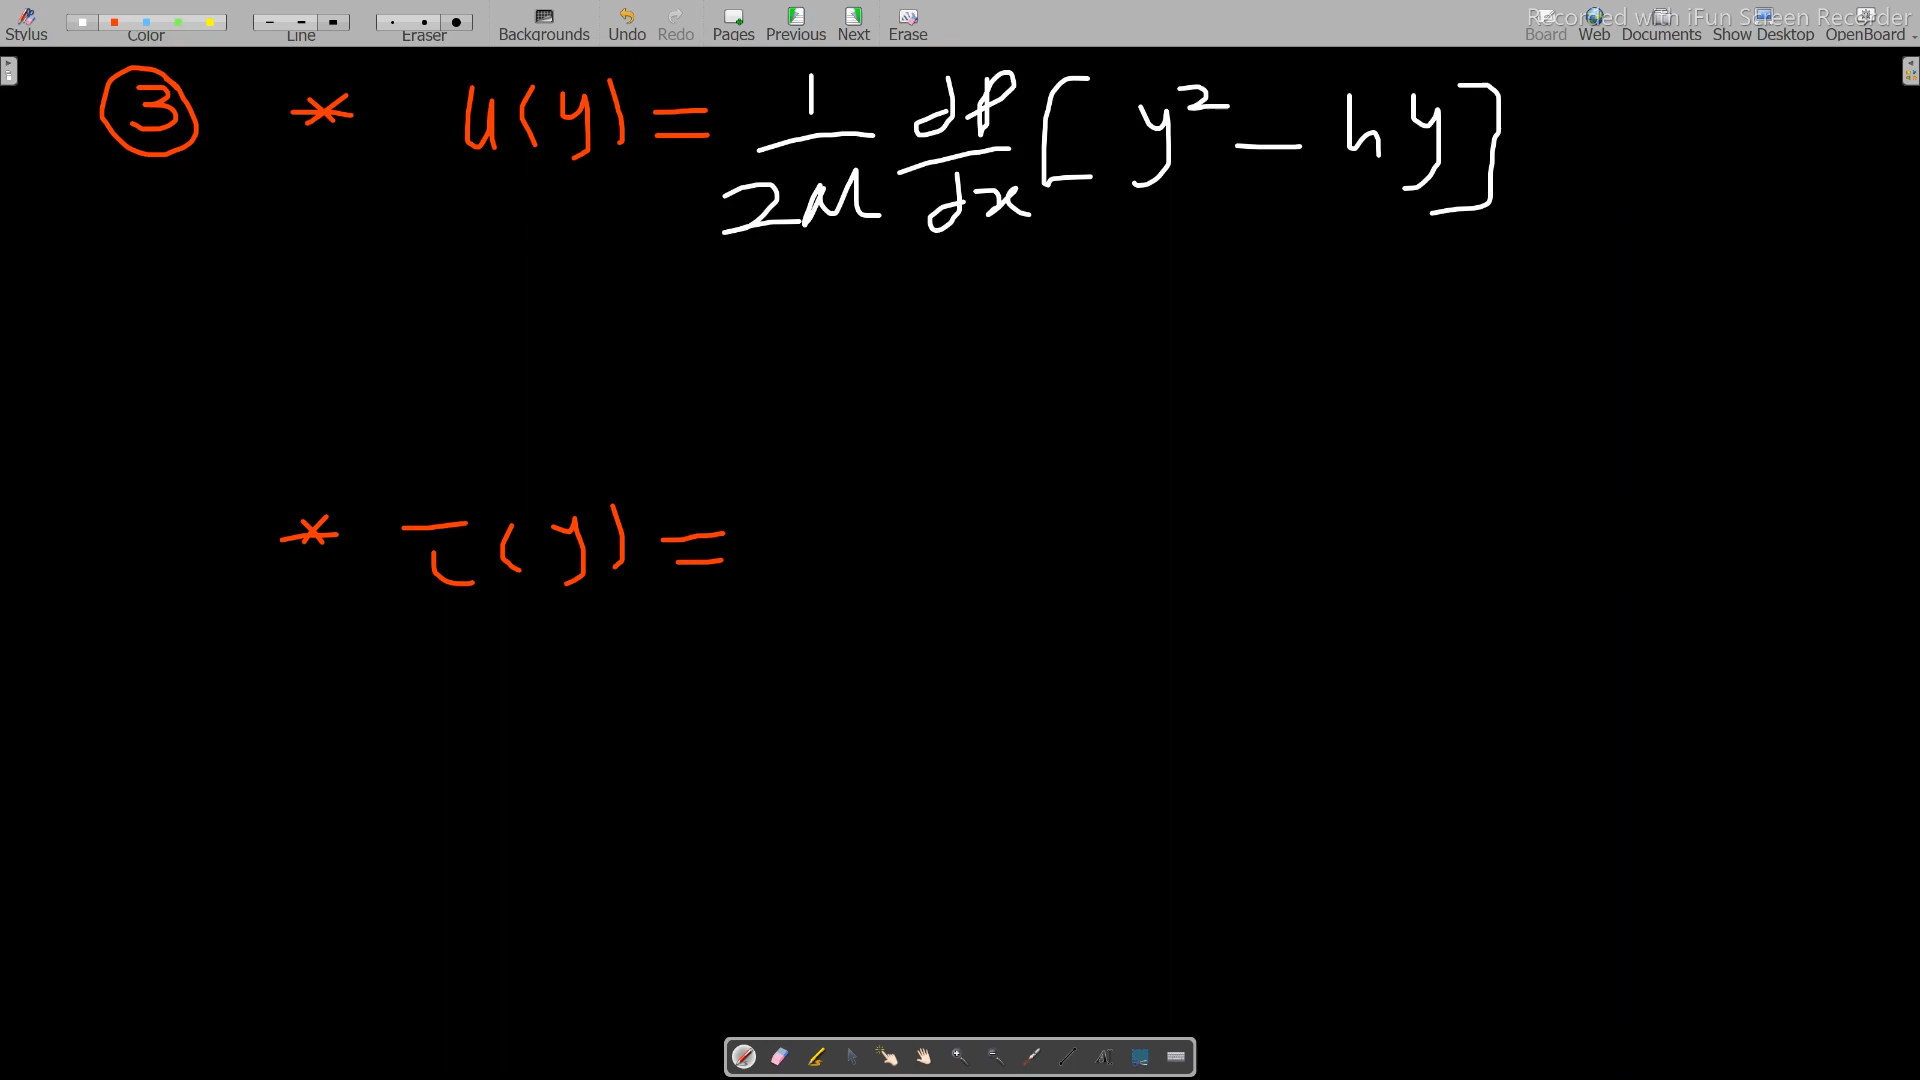 Recorded with iFun Screen Recorder
Stylus Color Line Eraser Backgrounds Undo Redo Pages Previous Next Erase Board Web Documents Show Desktop OpenBoard
③ * u(y) = 1/2μ dp/dx [y² - hy]
* τ(y) =